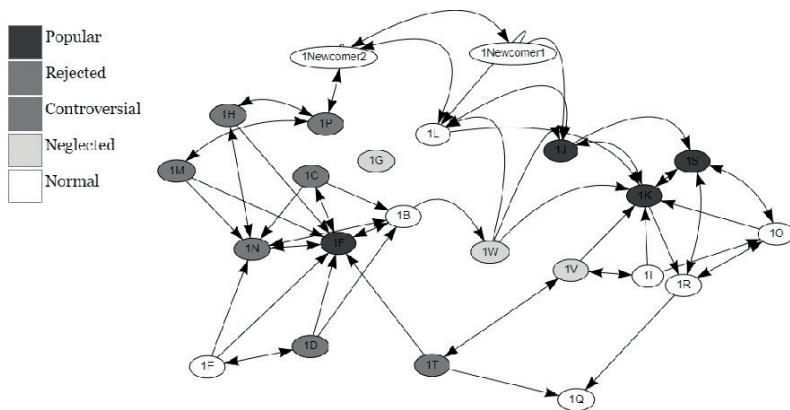 Popular
Rejected
Controversial
Neglected
Normal
1Newcomer2
1Newcomer1
1H
1P
1L
1J
1G
1S
1M
1C
1K
1B
1O
1N
1F
1W
1V
1I
1R
1D
1T
1Q